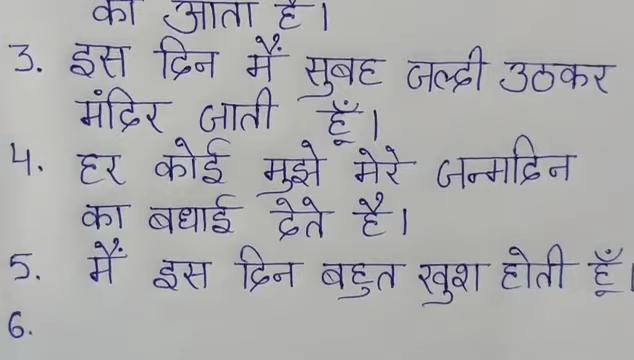 को आता है।
3. इस दिन मैं सुबह जल्दी उठकर
मंदिर जाती हूँ।
4. हर कोई मुझे मेरे जन्मदिन
का बधाई देते है।
5. मैं इस दिन बहुत खुश होती हूँ।
6.